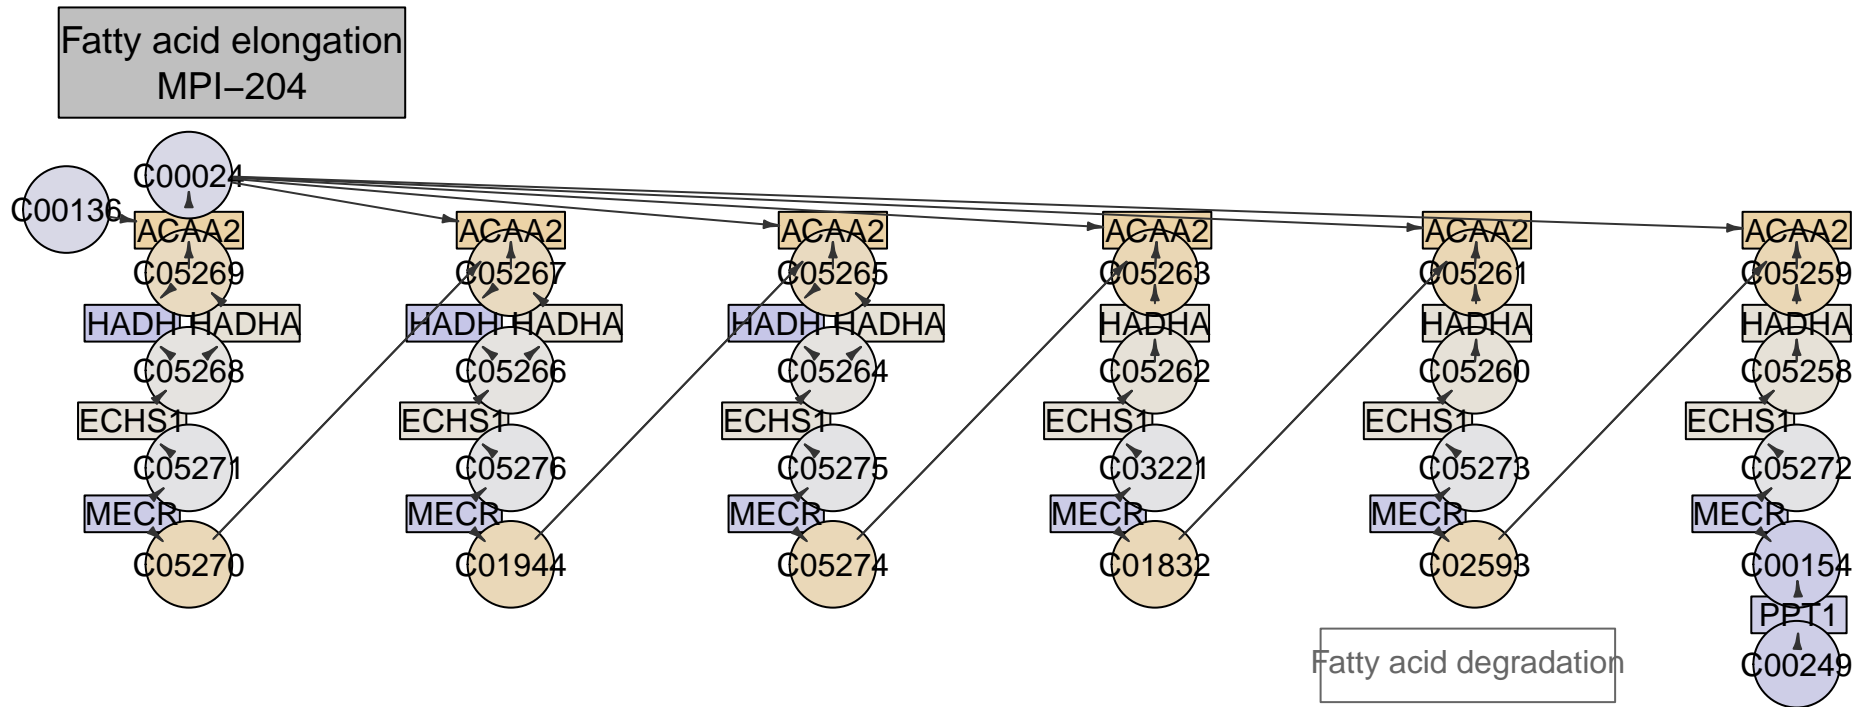 Fatty acid elongation
MPI−204
C00024
C00136
ACAA2 ACAA2 ACAA2 ACAA2 ACAA2 ACAA2
C05269 C05267 C05265 C05263 C05261 C05259
HADH HADHA HADH HADHA HADH HADHA HADHA HADHA HADHA
C05268 C05266 C05264 C05262 C05260 C05258
ECHS1 ECHS1 ECHS1 ECHS1 ECHS1 ECHS1
C05271 C05276 C05275 C03221 C05273 C05272
MECR MECR MECR MECR MECR MECR
C05270 C01944 C05274 C01832 C02593 C00154
PPT1
Fatty acid degradation C00249